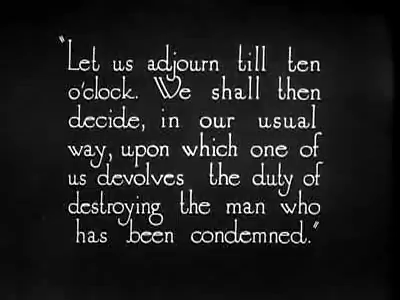 "Let us adjourn till ten
o'clock. We shall then
decide, in our usual
way, upon which one of
us devolves the duty of
destroying the man who
has been condemned."